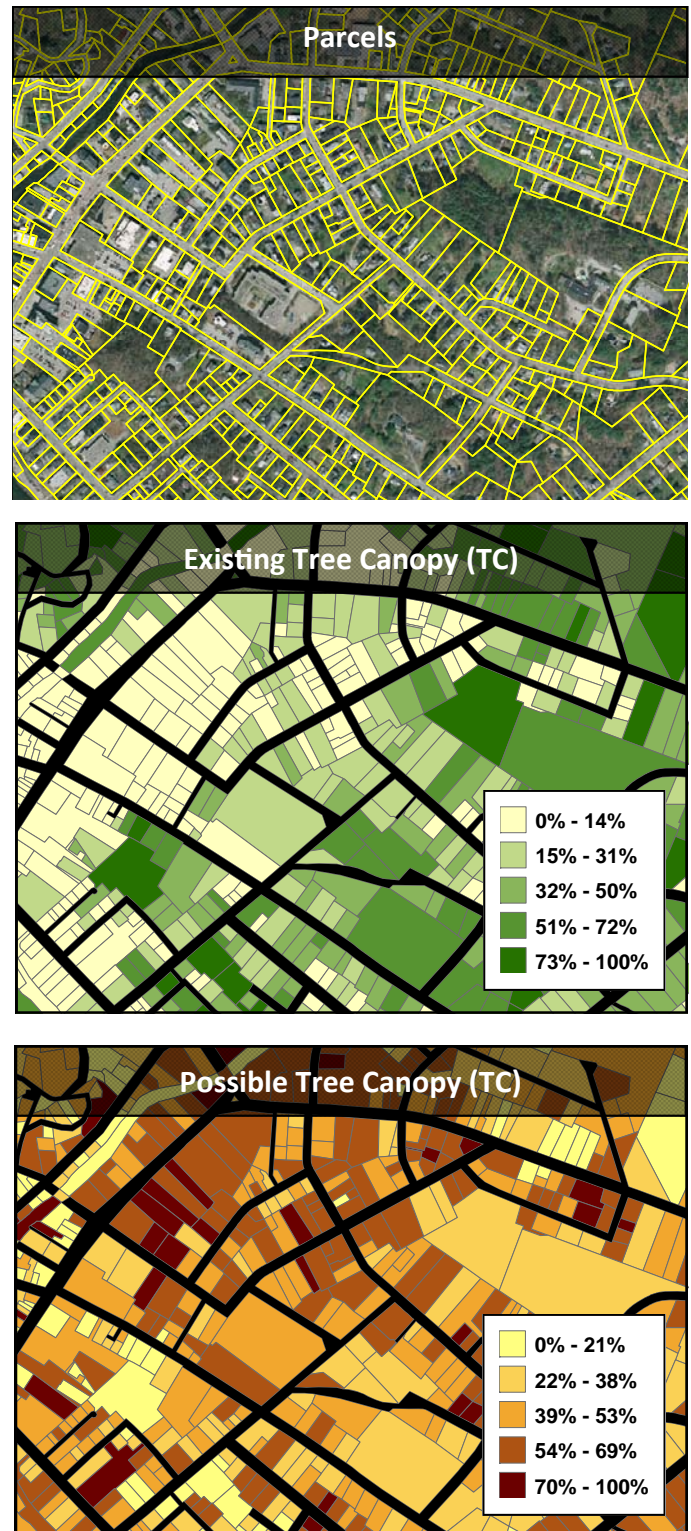 Parcels
Existing Tree Canopy (TC)
0% - 14%
15% - 31%
32% - 50%
51% - 72%
73% - 100%
Possible Tree Canopy (TC)
0% - 21%
22% - 38%
39% - 53%
54% - 69%
70% - 100%